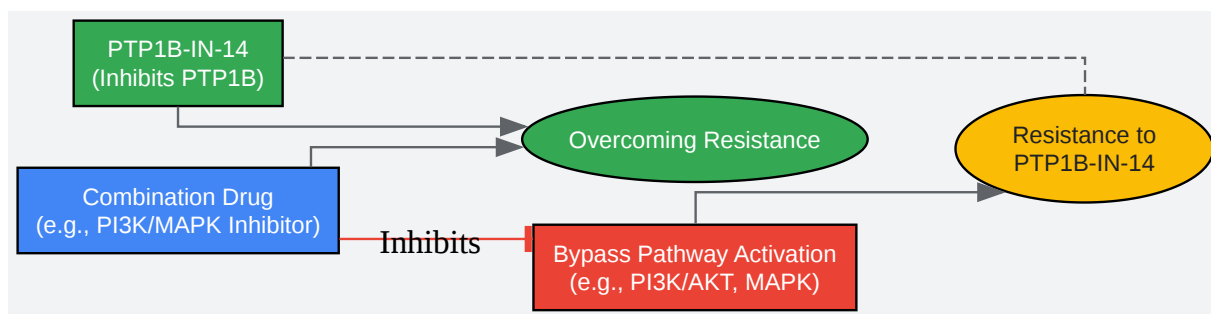 PTP1B-IN-14
(Inhibits PTP1B)
Overcoming Resistance
Resistance to
PTP1B-IN-14
Combination Drug
(e.g., PI3K/MAPK Inhibitor)
Inhibits
Bypass Pathway Activation
(e.g., PI3K/AKT, MAPK)